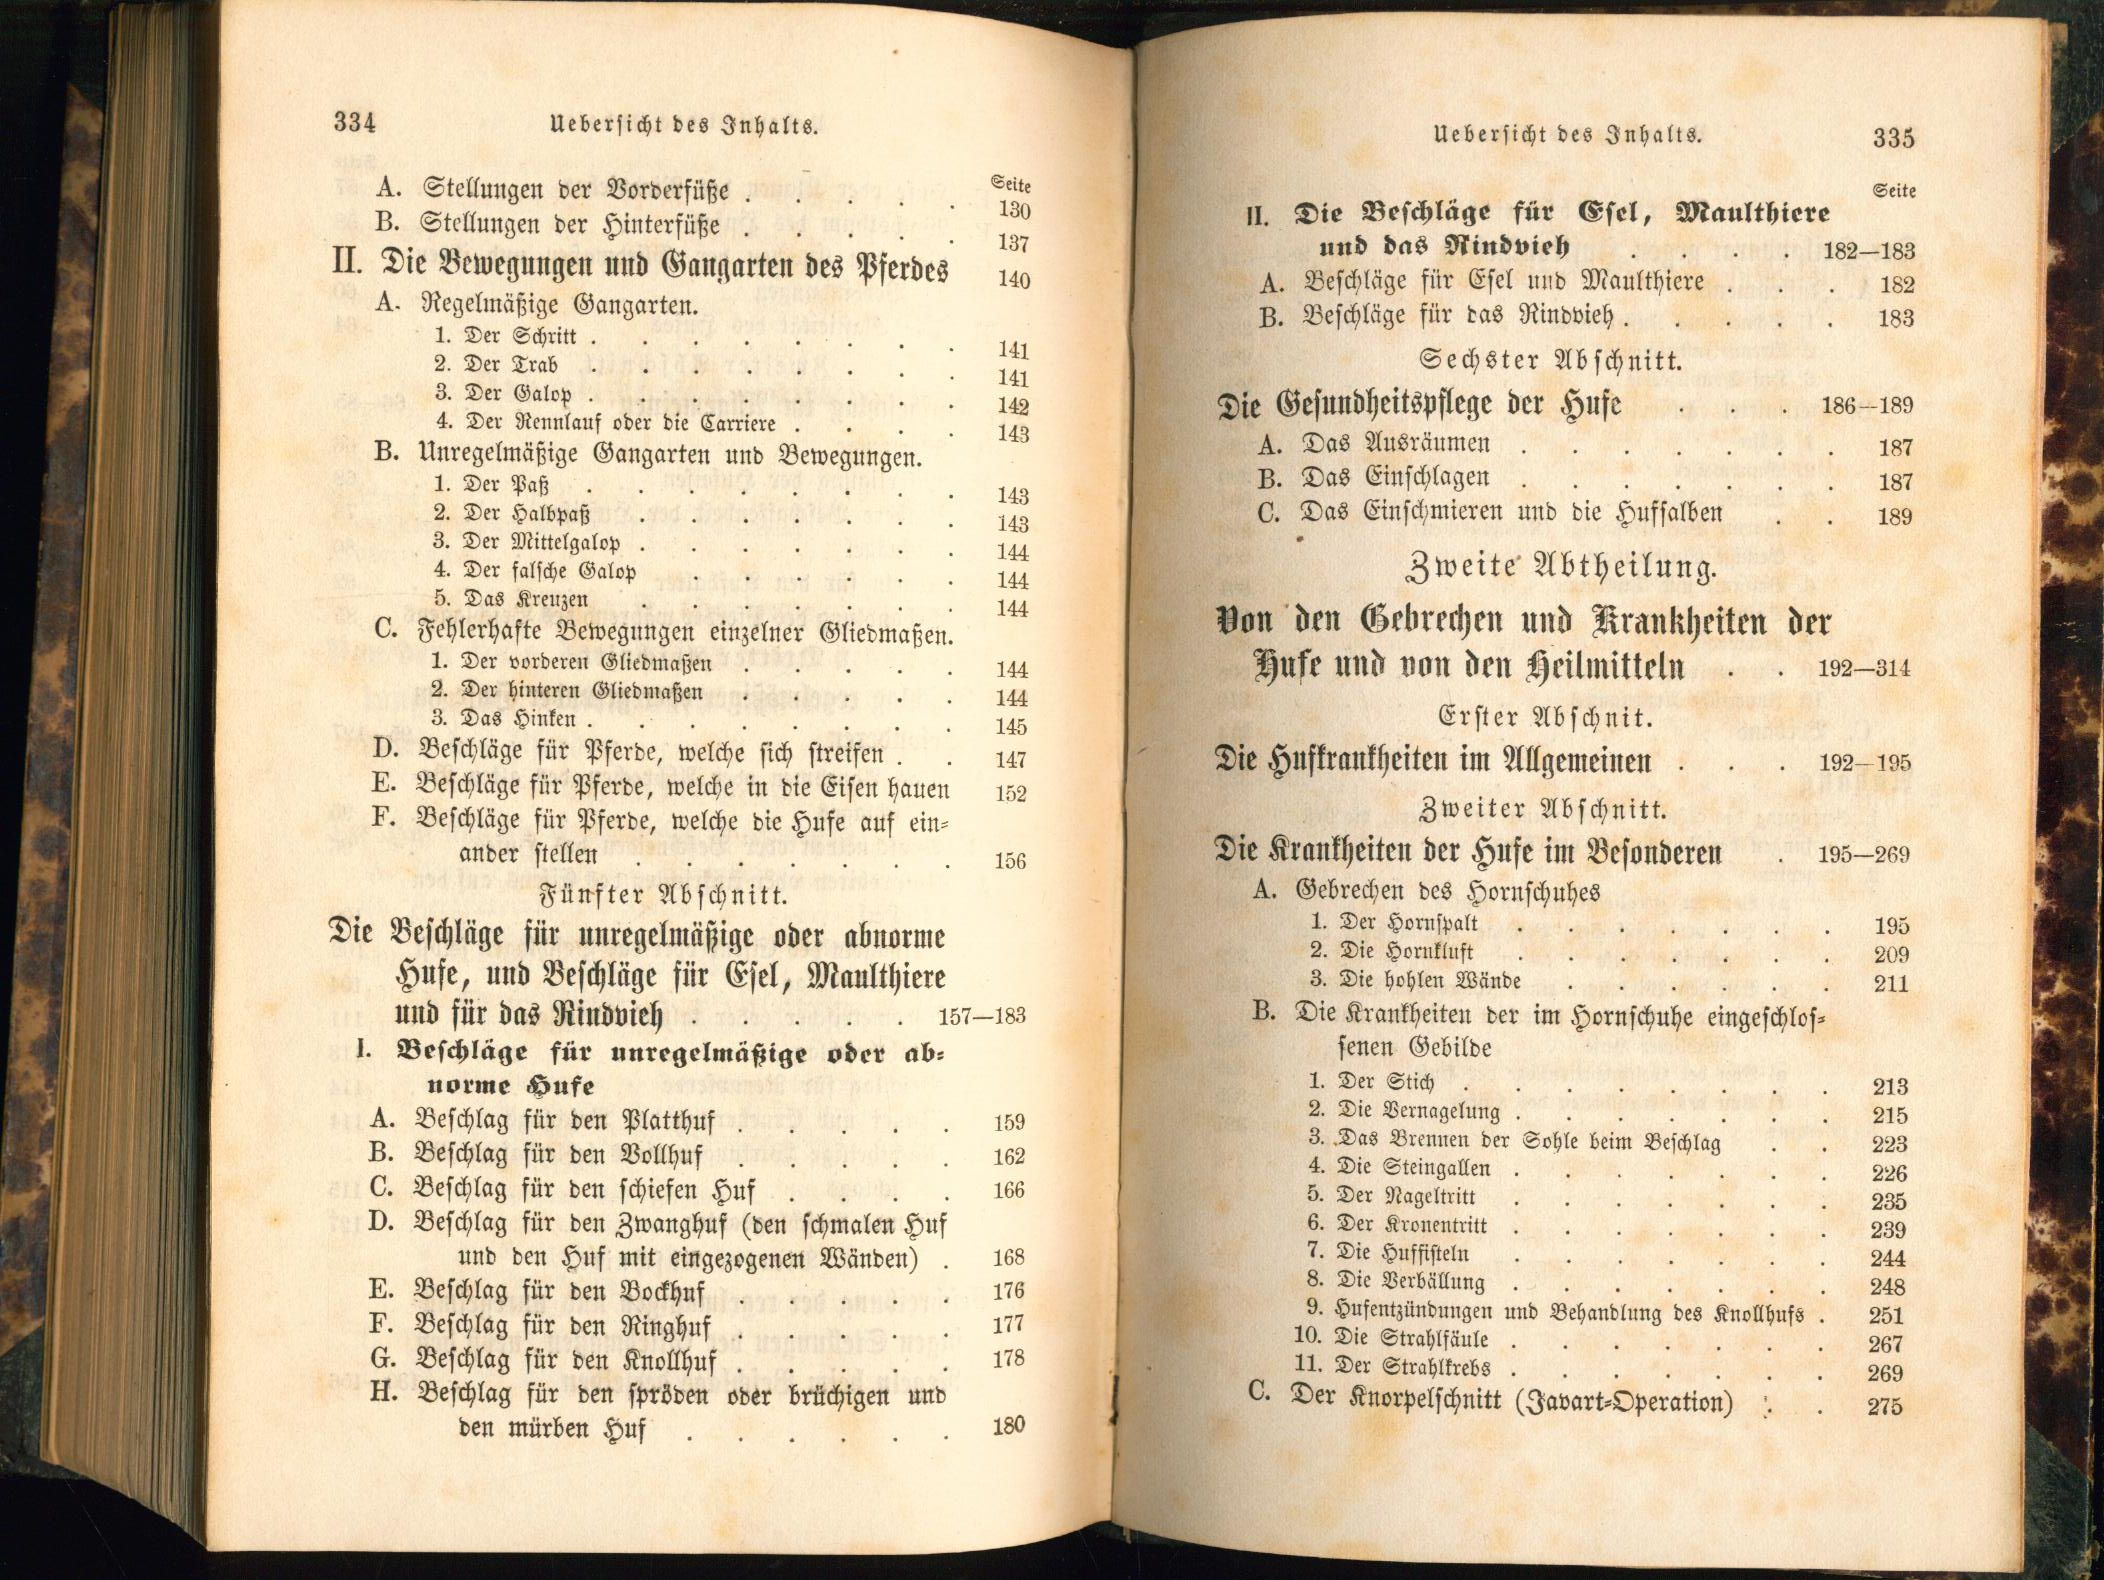 334
Uebersicht des Inhalts.
Seite
A. Stellungen der Vorderfüße . . . . . 130
B. Stellungen der Hinterfüße . . . . . 137
II. Die Bewegungen und Gangarten des Pferdes 140
A. Regelmäßige Gangarten.
1. Der Schritt . . . . . . . . 141
2. Der Trab . . . . . . . . 141
3. Der Galop . . . . . . . . 142
4. Der Rennlauf oder die Carriere . . . . 143
B. Unregelmäßige Gangarten und Bewegungen.
1. Der Paß . . . . . . . . 143
2. Der Halbpaß . . . . . . . 143
3. Der Mittelgalop . . . . . . . 144
4. Der falsche Galop . . . . . . 144
5. Das Kreuzen . . . . . . . 144
C. Fehlerhafte Bewegungen einzelner Gliedmaßen.
1. Der vorderen Gliedmaßen . . . . . 144
2. Der hinteren Gliedmaßen . . . . . 144
3. Das Hinken . . . . . . . . 145
D. Beschläge für Pferde, welche sich streifen . . 147
E. Beschläge für Pferde, welche in die Eisen hauen 152
F. Beschläge für Pferde, welche die Hufe auf ein-
ander stellen . . . . . . . 156
Fünfter Abschnitt.
Die Beschläge für unregelmäßige oder abnorme
Hufe, und Beschläge für Esel, Maulthiere
und für das Rindvieh . . . . . 157—183
I. Beschläge für unregelmäßige oder ab-
norme Hufe
A. Beschlag für den Platthuf . . . . . 159
B. Beschlag für den Vollhuf . . . . . 162
C. Beschlag für den schiefen Huf . . . . 166
D. Beschlag für den Zwanghuf (den schmalen Huf
und den Huf mit eingezogenen Wänden) . 168
E. Beschlag für den Bockhuf . . . . . 176
F. Beschlag für den Ringhuf . . . . . 177
G. Beschlag für den Knollhuf . . . . . 178
H. Beschlag für den spröden oder brüchigen und
den mürben Huf . . . . . . 180
Uebersicht des Inhalts.
335
Seite
II. Die Beschläge für Esel, Maulthiere
und das Rindvieh . . . . 182—183
A. Beschläge für Esel und Maulthiere . . . 182
B. Beschläge für das Rindvieh . . . . . 183
Sechster Abschnitt.
Die Gesundheitspflege der Hufe . . . 186—189
A. Das Ausräumen . . . . . . . 187
B. Das Einschlagen . . . . . . . 187
C. Das Einschmieren und die Hufsalben . . 189
Zweite Abtheilung.
Von den Gebrechen und Krankheiten der
Hufe und von den Heilmitteln . . 192—314
Erster Abschnit.
Die Hufkrankheiten im Allgemeinen . . . 192—195
Zweiter Abschnitt.
Die Krankheiten der Hufe im Besonderen . 195—269
A. Gebrechen des Hornschuhes
1. Der Hornspalt . . . . . . . 195
2. Die Hornkluft . . . . . . . 209
3. Die hohlen Wände . . . . . . 211
B. Die Krankheiten der im Hornschuhe eingeschlos-
senen Gebilde
1. Der Stich . . . . . . . . 213
2. Die Vernagelung . . . . . . . 215
3. Das Brennen der Sohle beim Beschlag . . 223
4. Die Steingallen . . . . . . . 226
5. Der Nageltritt . . . . . . . 235
6. Der Kronentritt . . . . . . . 239
7. Die Huffisteln . . . . . . . 244
8. Die Verbällung . . . . . . . 248
9. Hufentzündungen und Behandlung des Knollhufs . 251
10. Die Strahlfäule . . . . . . . 267
11. Der Strahlkrebs . . . . . . . 269
C. Der Knorpelschnitt (Javart-Operation) . . 275